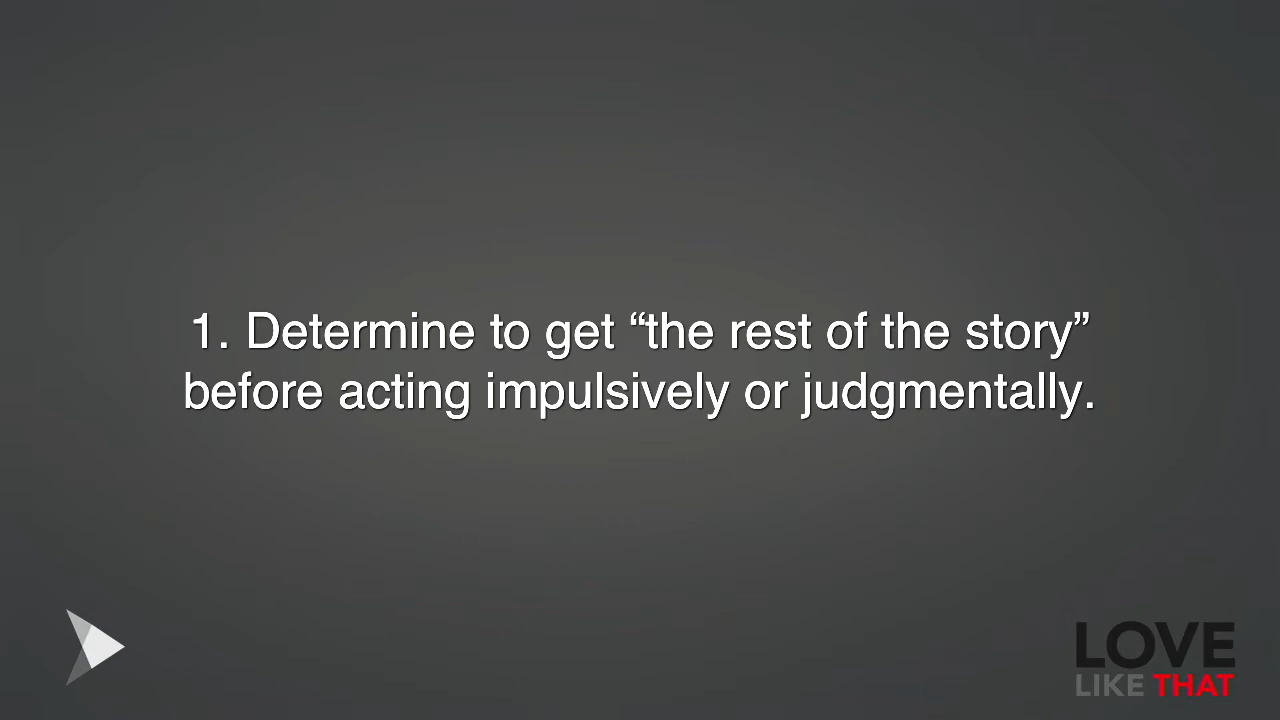 1. Determine to get “the rest of the story”
before acting impulsively or judgmentally.
LOVE
LIKE THAT